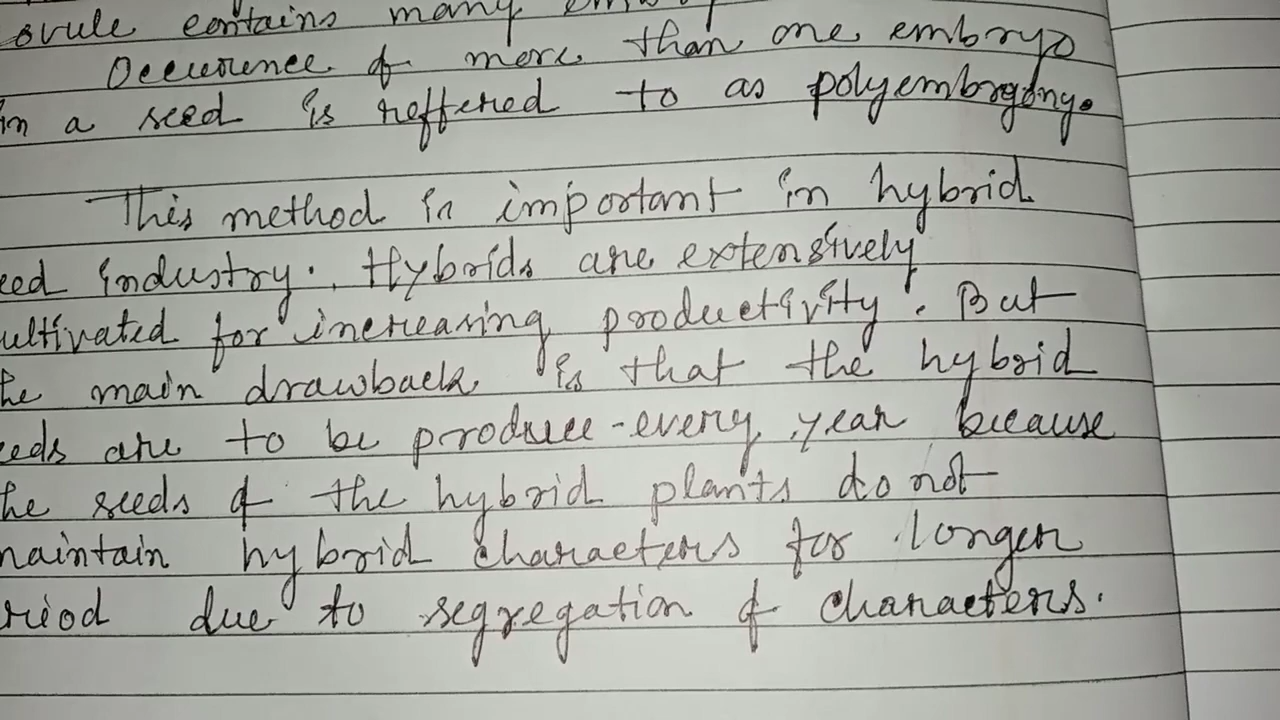 ovule contains many
Occurence of more than one embryo
in a seed is reffered to as polyembryony.
This method is important in hybrid
eed industry. Hybrids are extensively
ultivated for increasing productivity. But
he main drawback is that the hybrid
eeds are to be produce-every year because
he seeds of the hybrid plants do not
naintain hybrid characters for longer
riod due to segregation of characters.